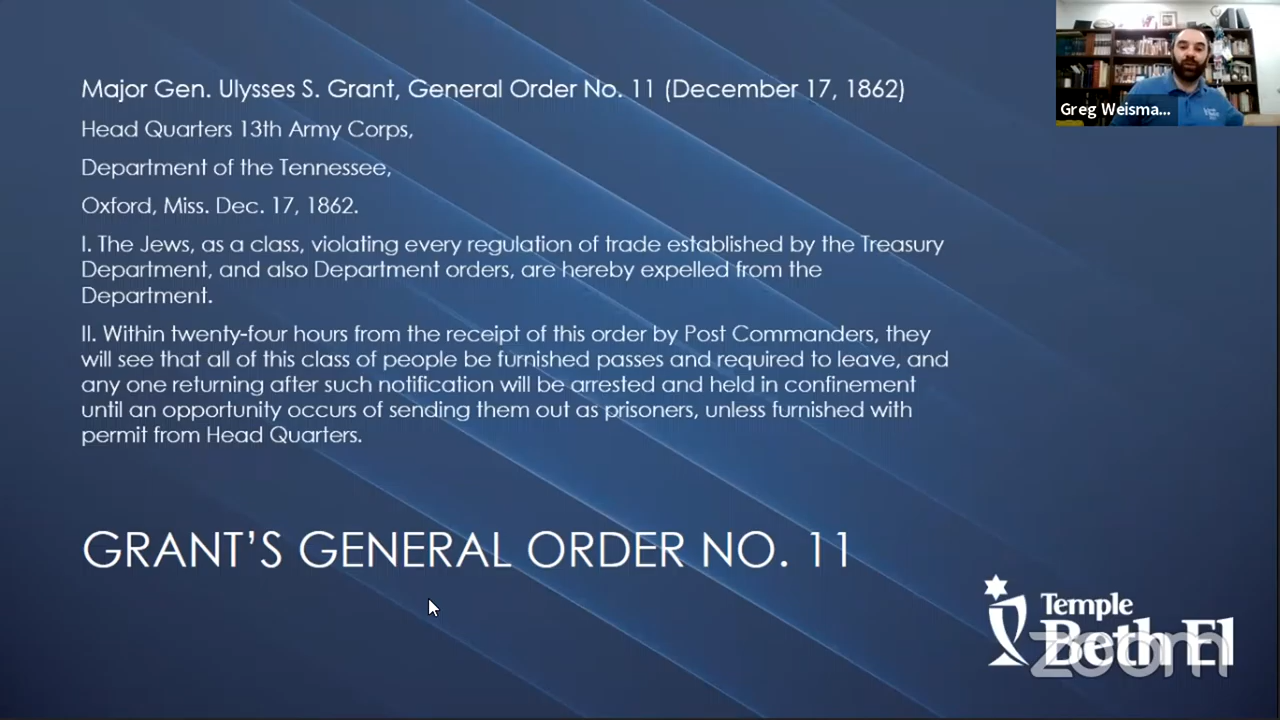 Major Gen. Ulysses S. Grant, General Order No. 11 (December 17, 1862)
Head Quarters 13th Army Corps,
Department of the Tennessee,
Oxford, Miss. Dec. 17, 1862.
I. The Jews, as a class, violating every regulation of trade established by the Treasury
Department, and also Department orders, are hereby expelled from the
Department.
II. Within twenty-four hours from the receipt of this order by Post Commanders, they
will see that all of this class of people be furnished passes and required to leave, and
any one returning after such notification will be arrested and held in confinement
until an opportunity occurs of sending them out as prisoners, unless furnished with
permit from Head Quarters.
GRANT'S GENERAL ORDER NO. 11
Greg Weisma...
Temple
Beth El
zoom